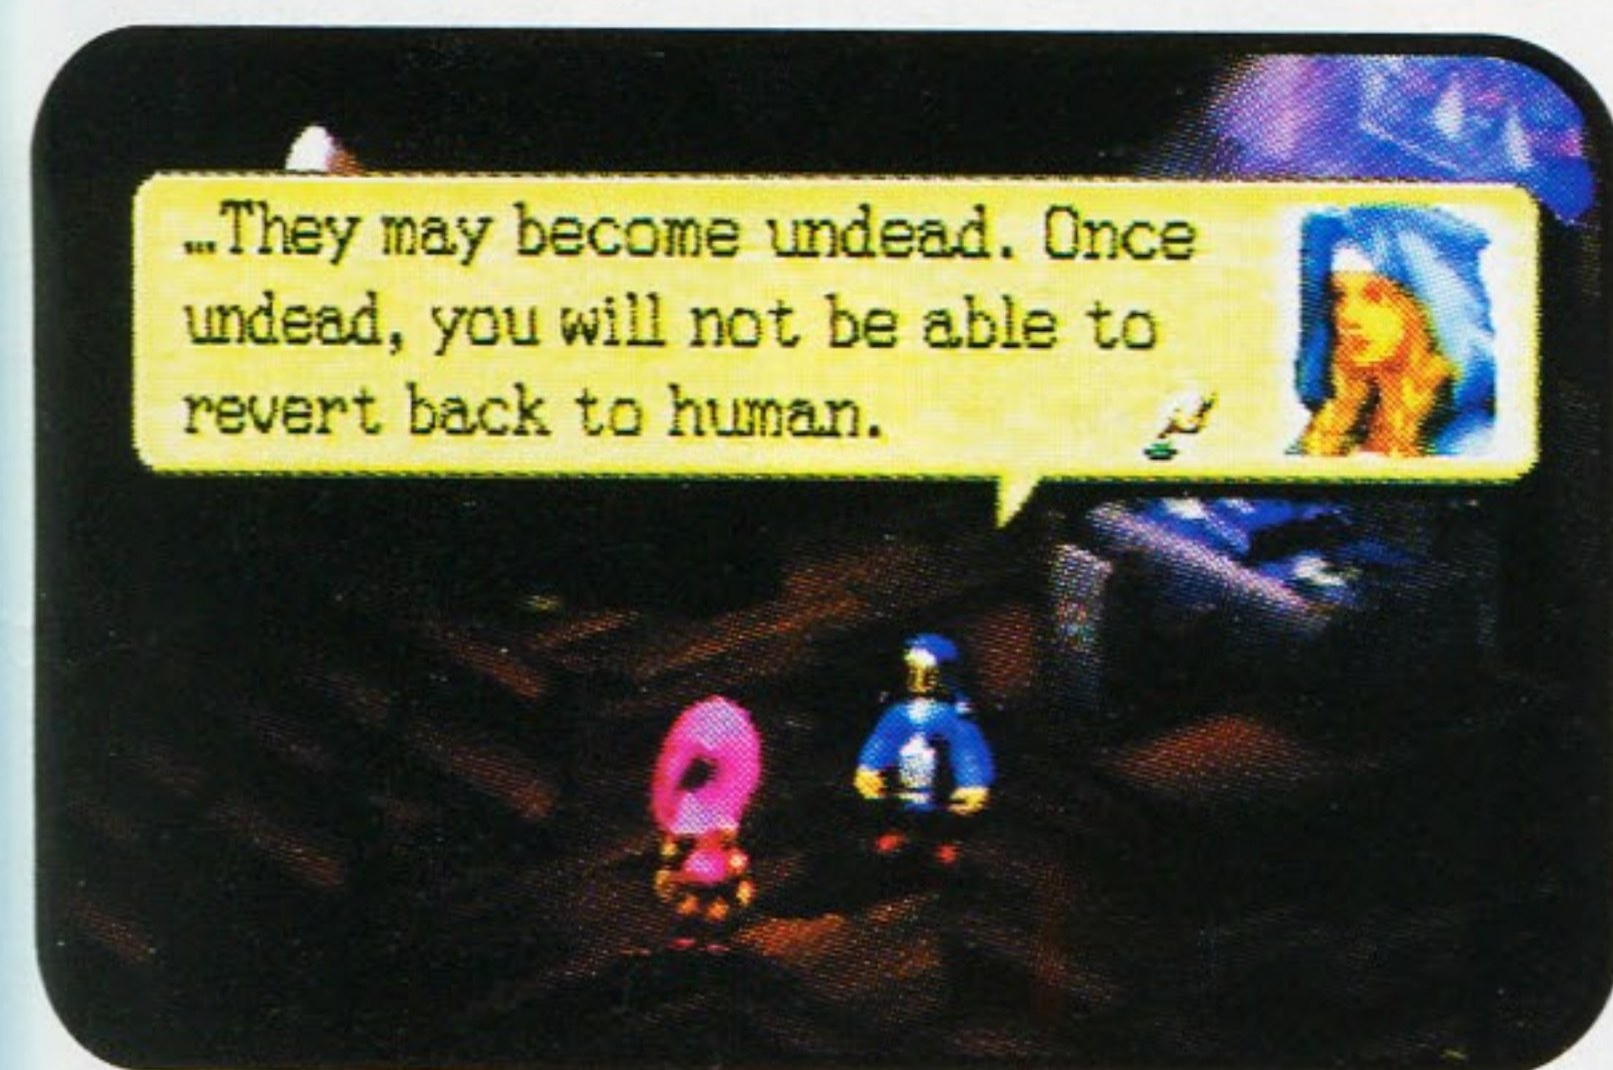 ...They may become undead. Once
undead, you will not be able to
revert back to human.